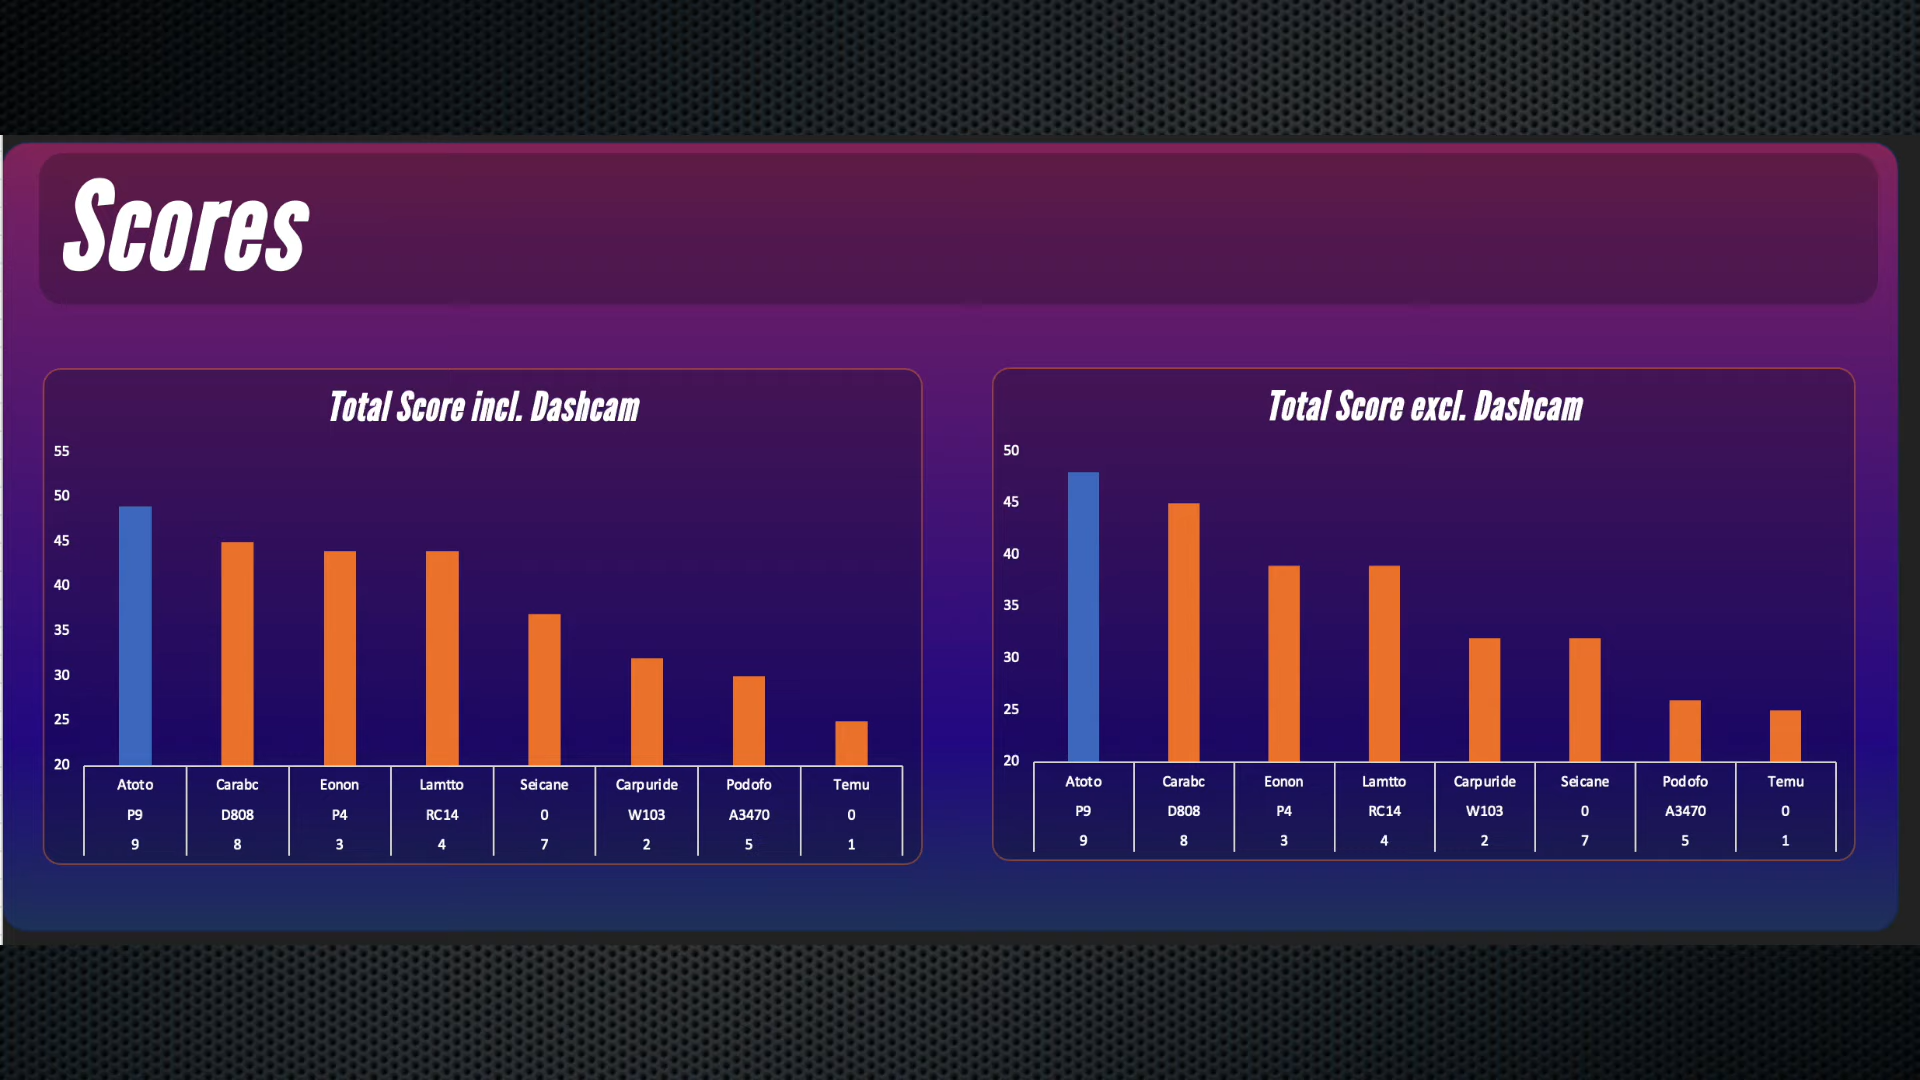 Scores
Total Score incl. Dashcam
55
50
45
40
35
30
25
20
Atoto Carabc Eonon Lamtto Seicane Carpuride Podofo Temu
P9 D808 P4 RC14 0 W103 A3470 0
9 8 3 4 7 2 5 1
Total Score excl. Dashcam
50
45
40
35
30
25
20
Atoto Carabc Eonon Lamtto Carpuride Seicane Podofo Temu
P9 D808 P4 RC14 W103 0 A3470 0
9 8 3 4 2 7 5 1